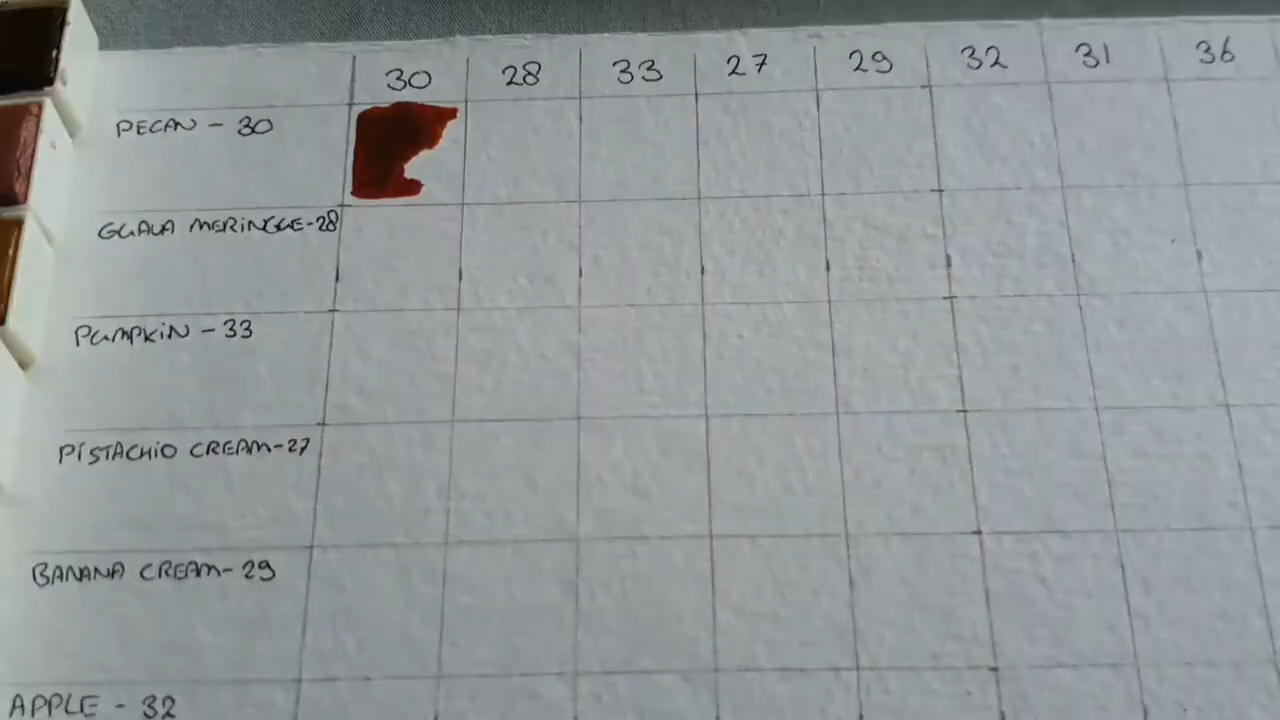 30 28 33 27 29 32 31 36
PECAN - 30
GUAVA MERINGUE-28
PUMPKIN - 33
PISTACHIO CREAM-27
BANANA CREAM-29
APPLE - 32